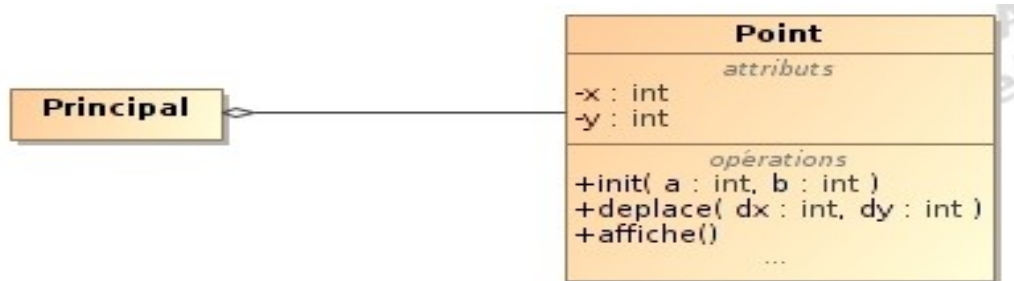 Principal
Point
attributs
-x : int
-y : int
opérations
+init( a : int, b : int )
+deplace( dx : int, dy : int )
+affiche()
...